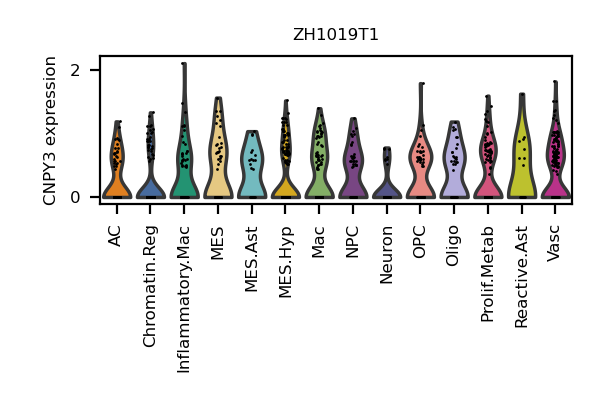 ZH1019T1
CNPY3 expression
2
0
AC
Chromatin.Reg
Inflammatory.Mac
MES
MES.Ast
MES.Hyp
Mac
NPC
Neuron
OPC
Oligo
Prolif.Metab
Reactive.Ast
Vasc